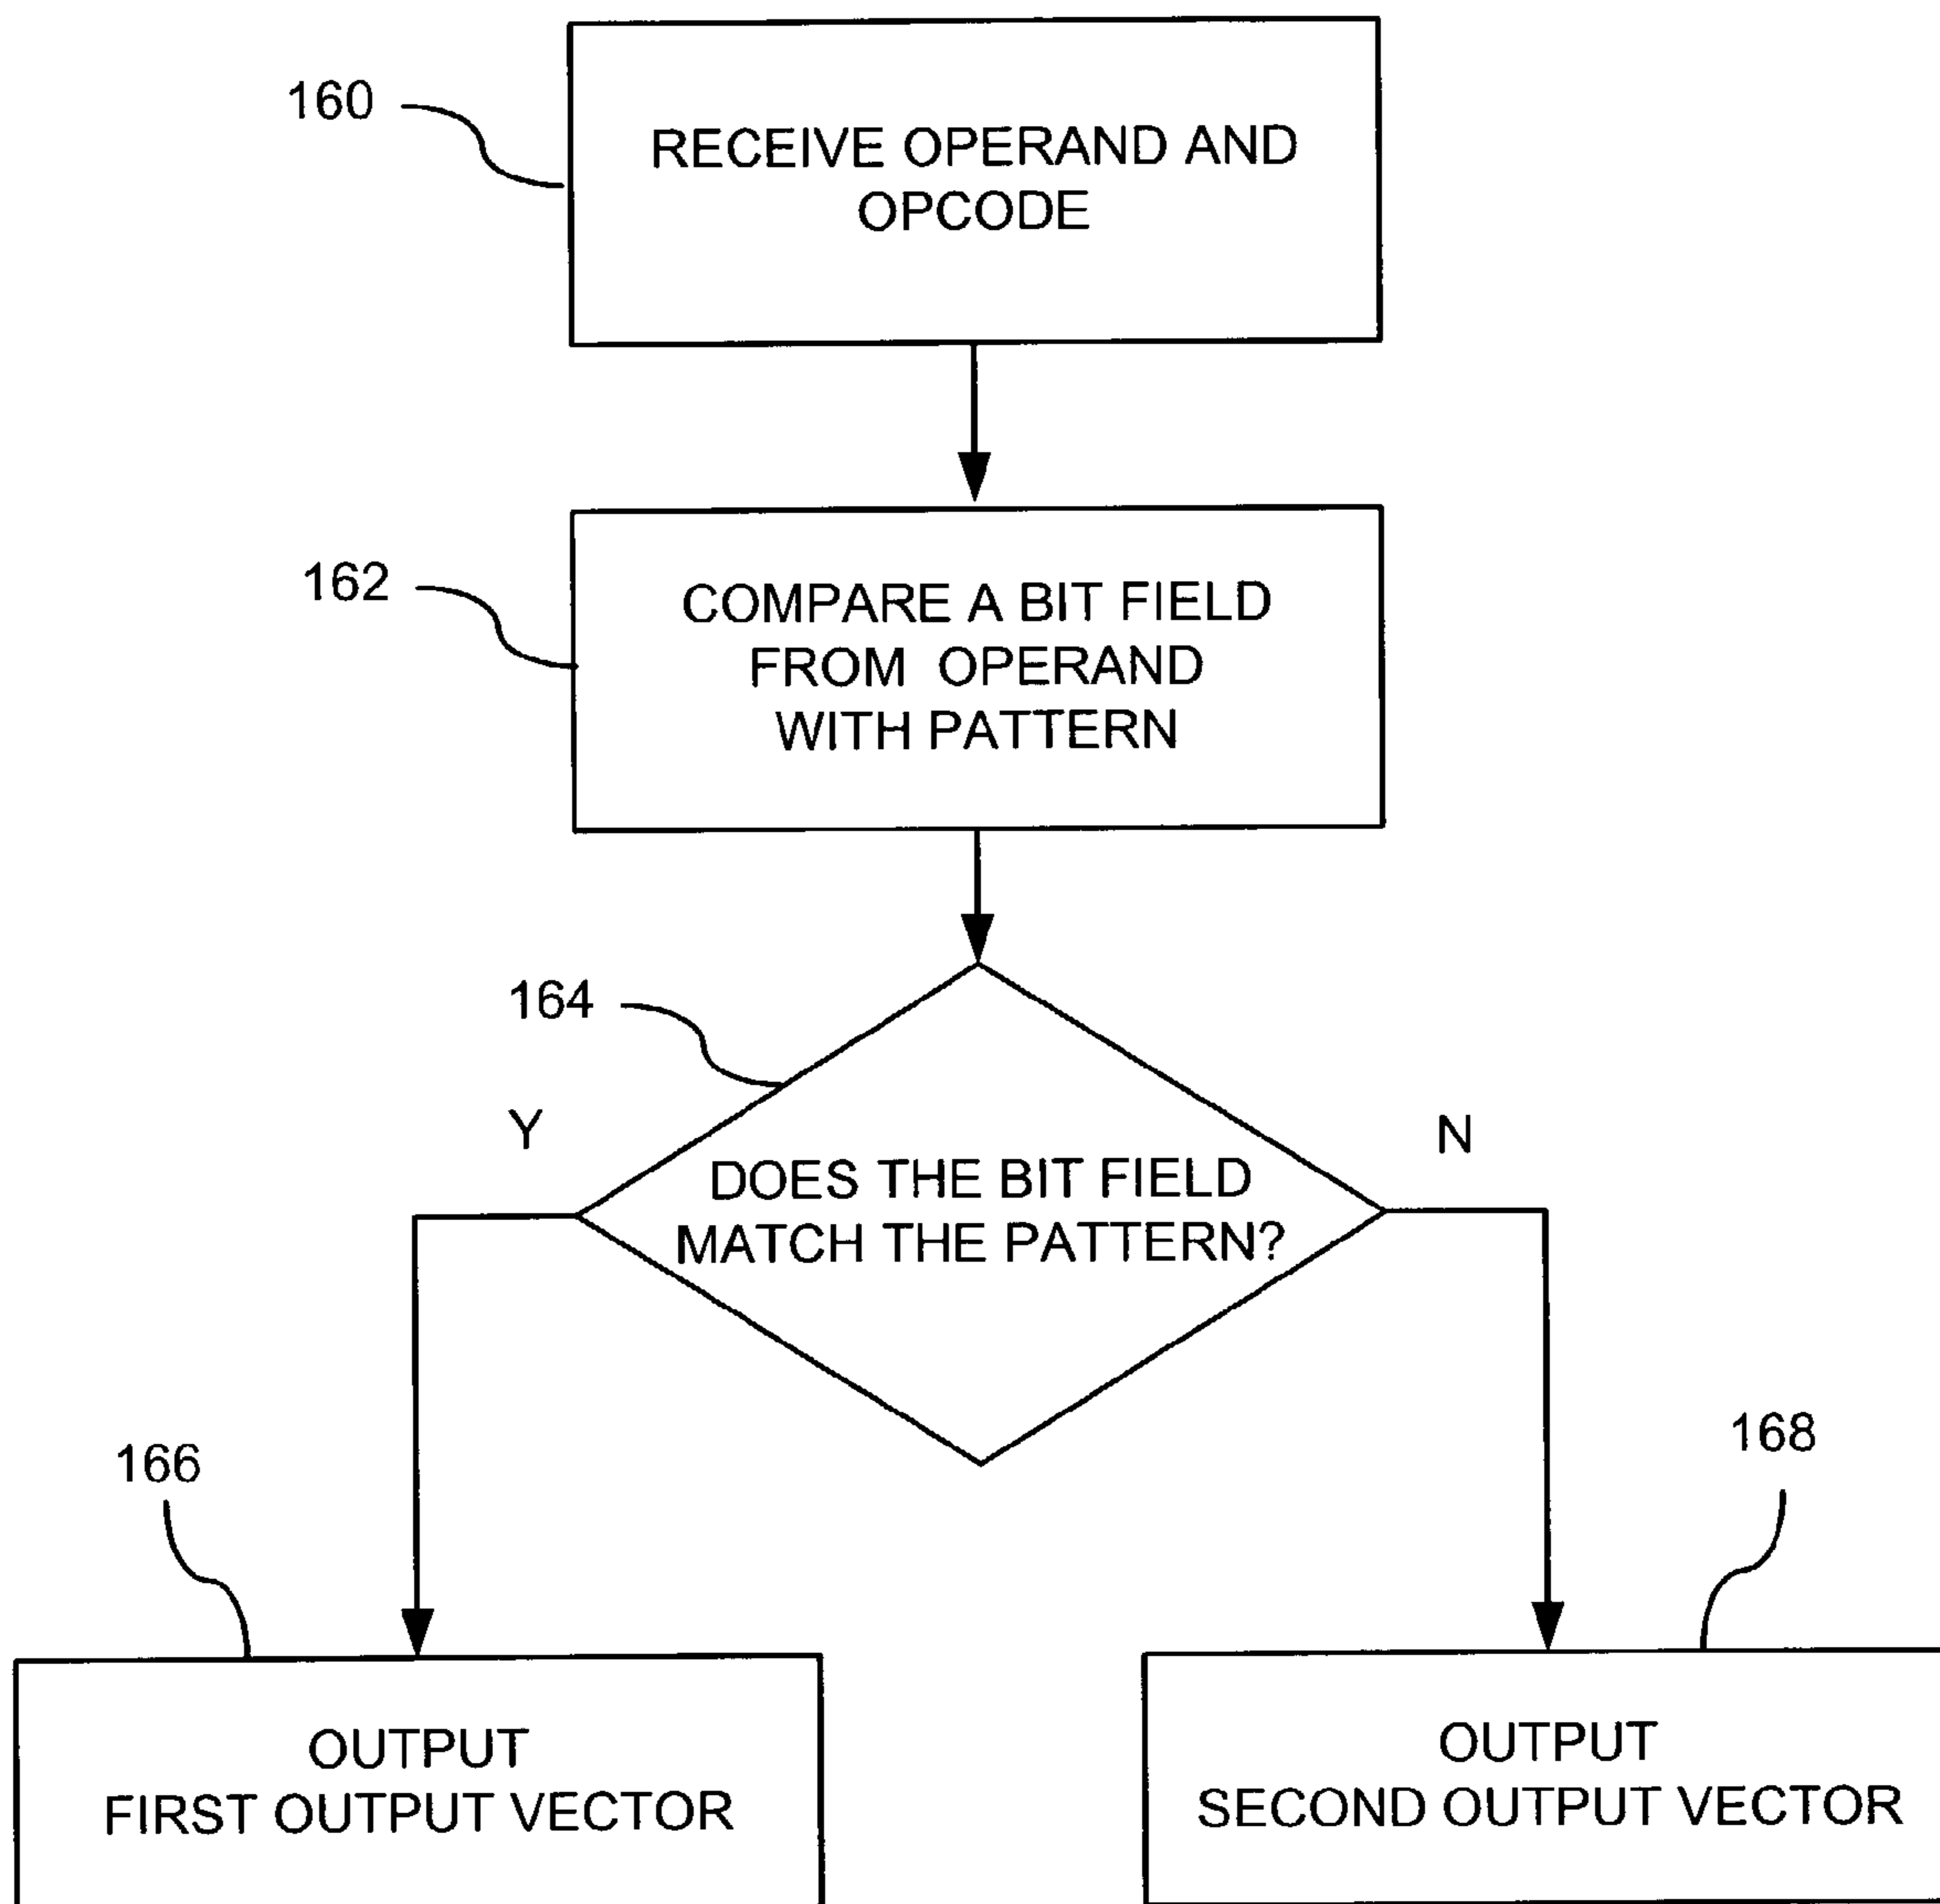 160
RECEIVE OPERAND AND
OPCODE
162
COMPARE A BIT FIELD
FROM OPERAND
WITH PATTERN
164
Y
N
DOES THE BIT FIELD
MATCH THE PATTERN?
166
168
OUTPUT
FIRST OUTPUT VECTOR
OUTPUT
SECOND OUTPUT VECTOR